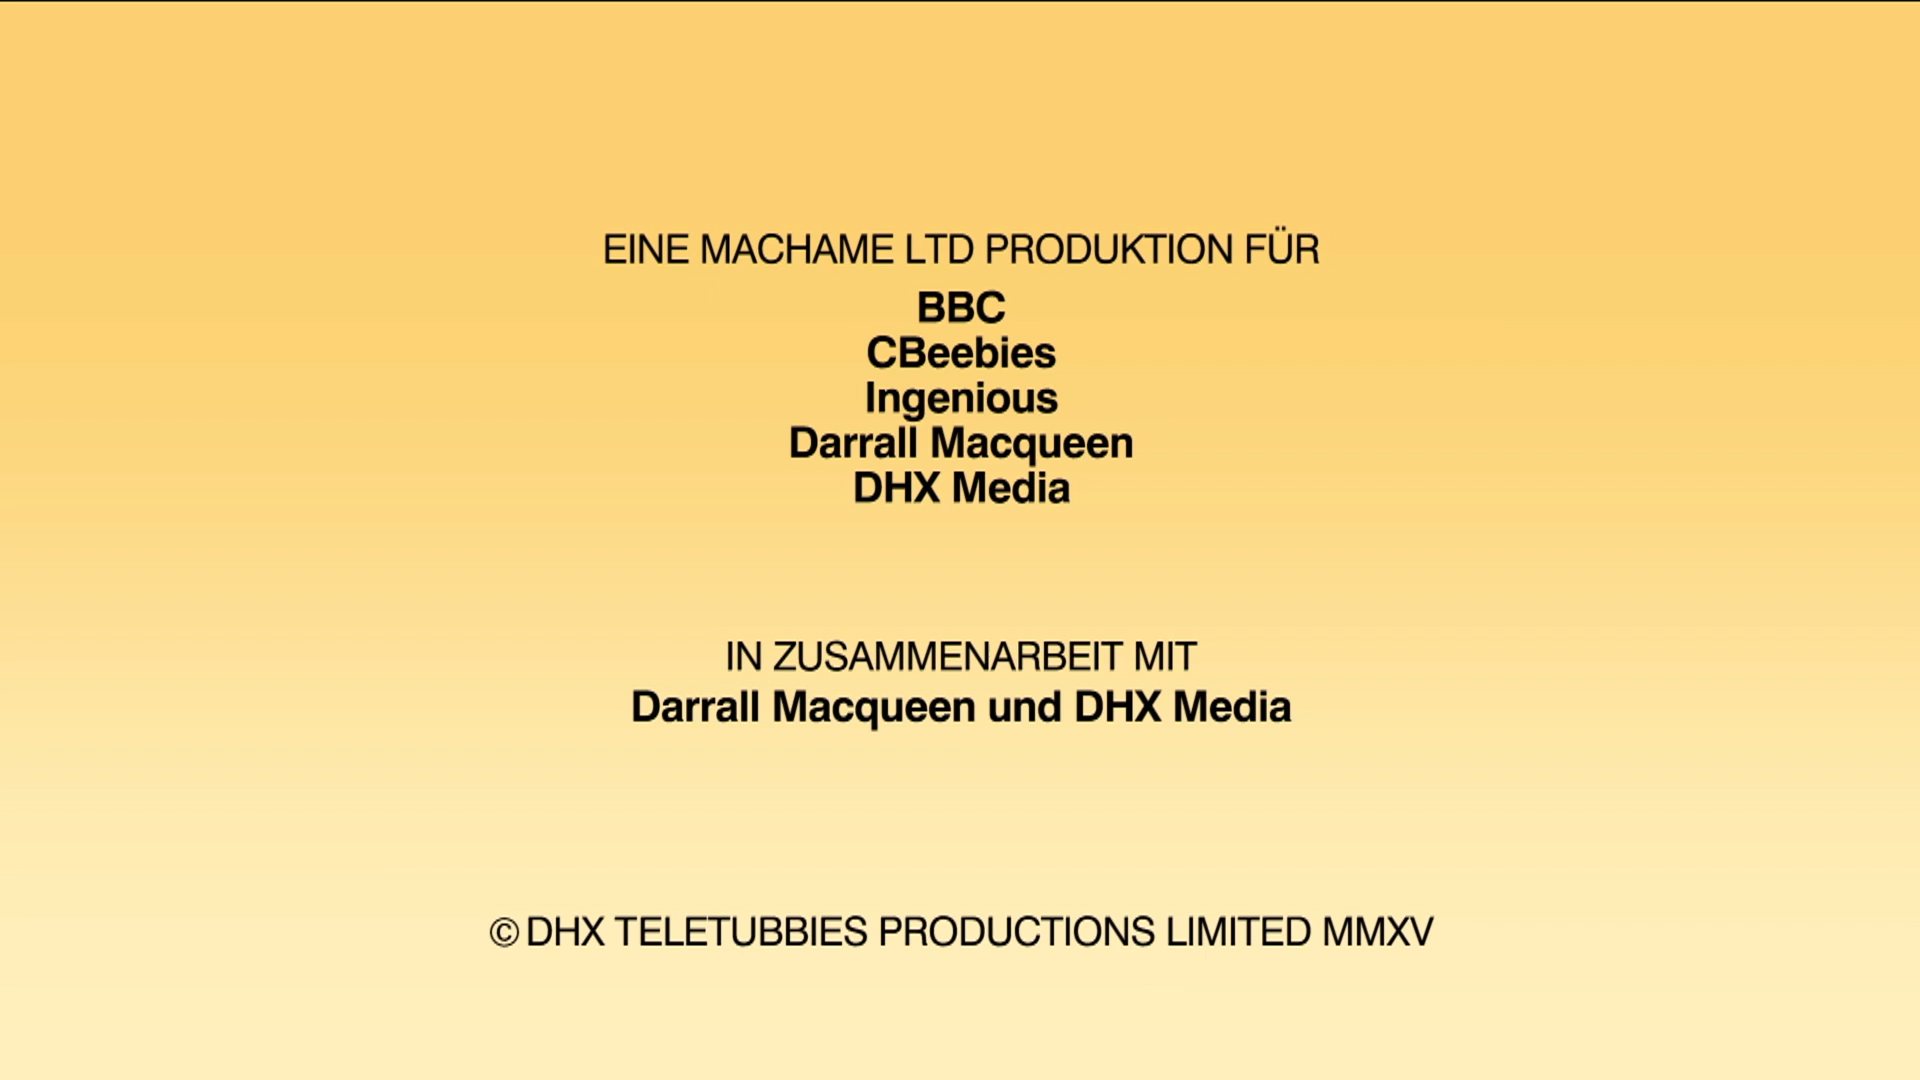 EINE MACHAME LTD PRODUKTION FÜR
BBC
CBeebies
Ingenious
Darrall Macqueen
DHX Media
IN ZUSAMMENARBEIT MIT
Darrall Macqueen und DHX Media
© DHX TELETUBBIES PRODUCTIONS LIMITED MMXV